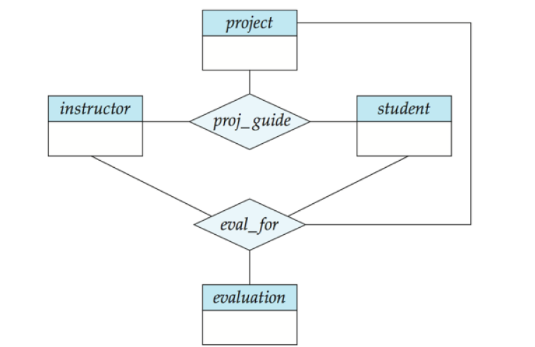 project
instructor
proj_guide
student
eval_for
evaluation